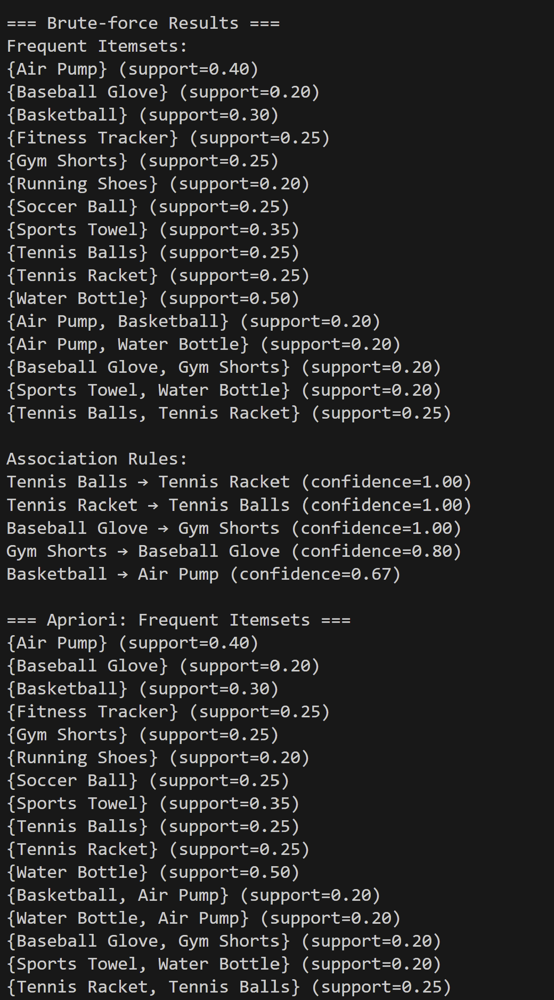 === Brute-force Results ===
Frequent Itemsets:
{Air Pump} (support=0.40)
{Baseball Glove} (support=0.20)
{Basketball} (support=0.30)
{Fitness Tracker} (support=0.25)
{Gym Shorts} (support=0.25)
{Running Shoes} (support=0.20)
{Soccer Ball} (support=0.25)
{Sports Towel} (support=0.35)
{Tennis Balls} (support=0.25)
{Tennis Racket} (support=0.25)
{Water Bottle} (support=0.50)
{Air Pump, Basketball} (support=0.20)
{Air Pump, Water Bottle} (support=0.20)
{Baseball Glove, Gym Shorts} (support=0.20)
{Sports Towel, Water Bottle} (support=0.20)
{Tennis Balls, Tennis Racket} (support=0.25)

Association Rules:
Tennis Balls → Tennis Racket (confidence=1.00)
Tennis Racket → Tennis Balls (confidence=1.00)
Baseball Glove → Gym Shorts (confidence=1.00)
Gym Shorts → Baseball Glove (confidence=0.80)
Basketball → Air Pump (confidence=0.67)

=== Apriori: Frequent Itemsets ===
{Air Pump} (support=0.40)
{Baseball Glove} (support=0.20)
{Basketball} (support=0.30)
{Fitness Tracker} (support=0.25)
{Gym Shorts} (support=0.25)
{Running Shoes} (support=0.20)
{Soccer Ball} (support=0.25)
{Sports Towel} (support=0.35)
{Tennis Balls} (support=0.25)
{Tennis Racket} (support=0.25)
{Water Bottle} (support=0.50)
{Basketball, Air Pump} (support=0.20)
{Water Bottle, Air Pump} (support=0.20)
{Baseball Glove, Gym Shorts} (support=0.20)
{Sports Towel, Water Bottle} (support=0.20)
{Tennis Racket, Tennis Balls} (support=0.25)